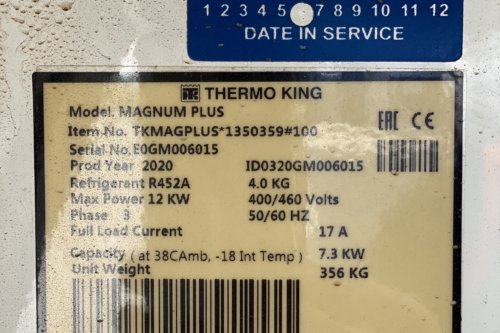 1 2 3 4 5 7 8 9 10 11 12
DATE IN SERVICE
THERMO KING
Model. MAGNUM PLUS
Item No. TKMAGPLUS*1350359#100
Serial No. E0GM006015
Prod Year 2020 ID0320GM006015
Refrigerant R452A 4.0 KG
Max Power 12 KW 400/460 Volts
Phase 3 50/60 HZ
Full Load Current 17 A
Capacity ( at 38CAmb, -18 Int Temp ) 7.3 KW
Unit Weight 356 KG
EAC CE